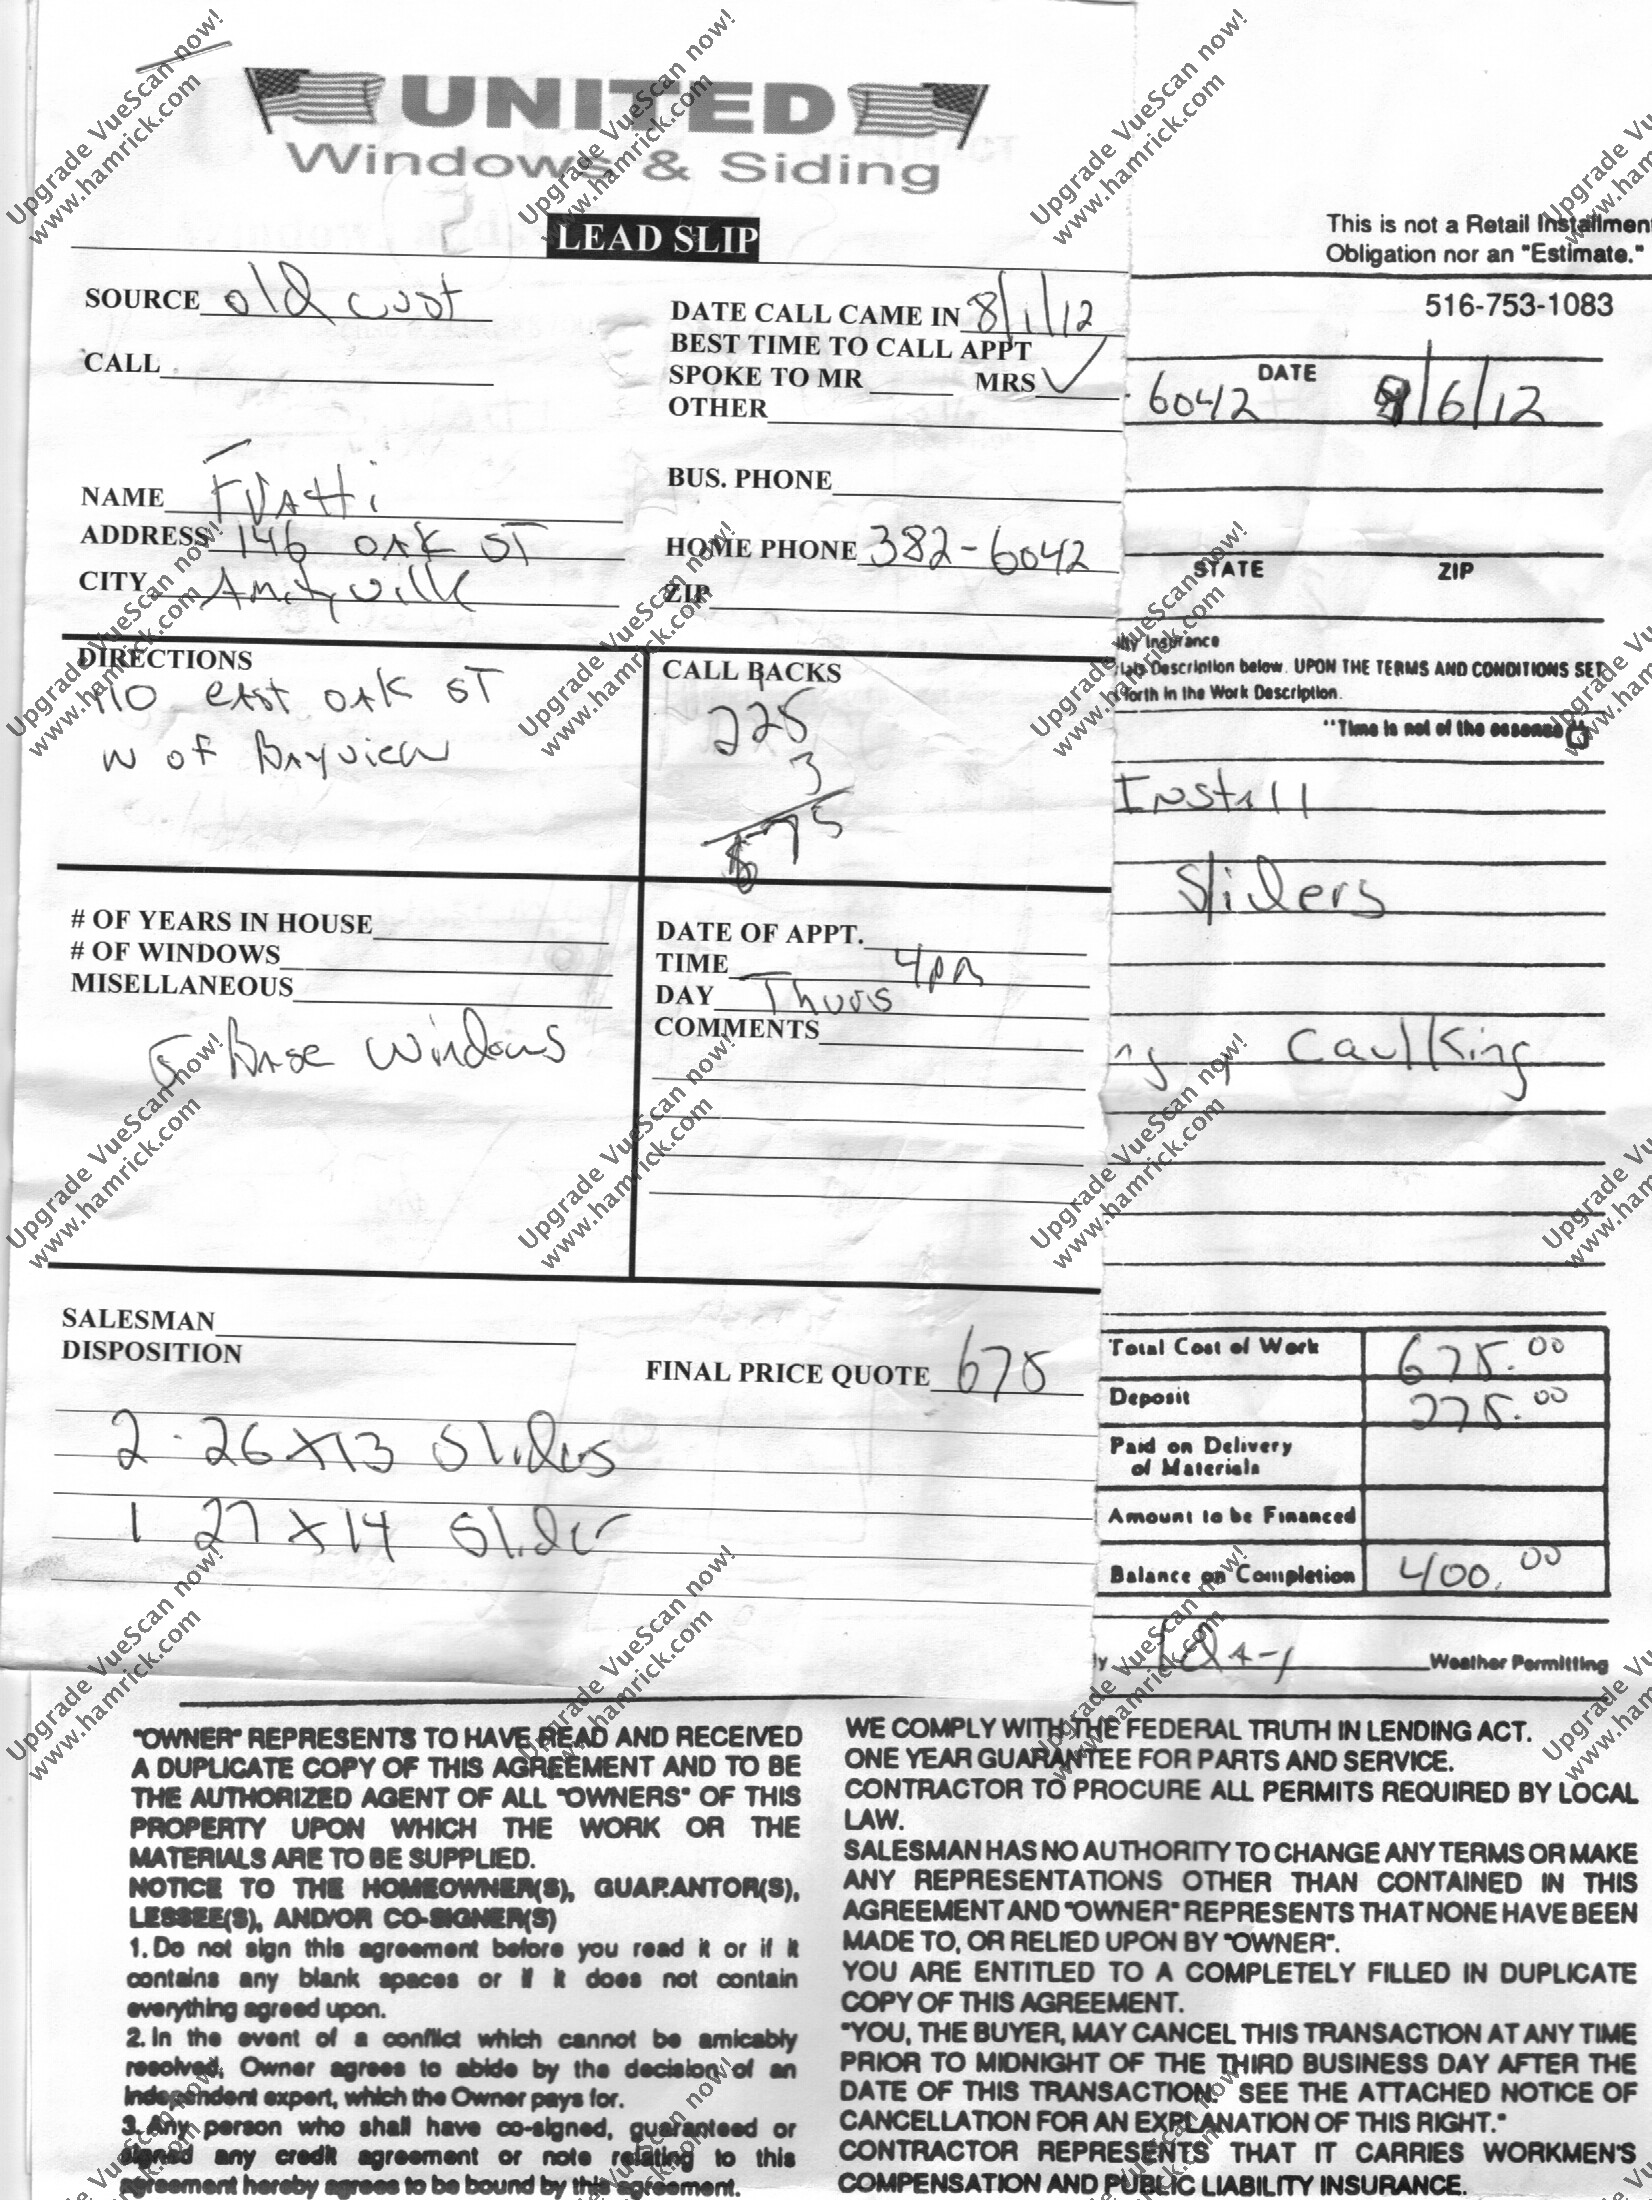 UNITED
Windows & Siding
LEAD SLIP
SOURCE old cust
CALL
DATE CALL CAME IN 8/1/12
BEST TIME TO CALL APPT
SPOKE TO MR MRS ✓
OTHER
NAME
ADDRESS 146 OAK ST
CITY Amityville
BUS. PHONE
HOME PHONE 382-6042
ZIP
DIRECTIONS
110 east OAK ST
W OF Bayview
CALL BACKS
225
3
675
# OF YEARS IN HOUSE
# OF WINDOWS
MISELLANEOUS
5 Base windows
DATE OF APPT.
TIME 4pm
DAY Thurs
COMMENTS
SALESMAN
DISPOSITION
FINAL PRICE QUOTE 675
2 - 26 x 13 Sliders
1 27 x 14 Slider
This is not a Retail Installment
Obligation nor an "Estimate."
516-753-1083
DATE
6042 /6/12
STATE ZIP
Insurance
Description below. UPON THE TERMS AND CONDITIONS SET
forth in the Work Description.
"Time is not of the essence
Install
Sliders
Caulking
Total Cost of Work 675.00
Deposit 275.00
Paid on Delivery
of Materials
Amount to be Financed
Balance on Completion 400.00
1 Day Weather Permitting
"OWNER" REPRESENTS TO HAVE READ AND RECEIVED
A DUPLICATE COPY OF THIS AGREEMENT AND TO BE
THE AUTHORIZED AGENT OF ALL "OWNERS" OF THIS
PROPERTY UPON WHICH THE WORK OR THE
MATERIALS ARE TO BE SUPPLIED.
NOTICE TO THE HOMEOWNER(S), GUARANTOR(S),
LESSEE(S), AND/OR CO-SIGNER(S)
1. Do not sign this agreement before you read it or if it
contains any blank spaces or if it does not contain
everything agreed upon.
2. In the event of a conflict which cannot be amicably
resolved, Owner agrees to abide by the decision of an
independent expert, which the Owner pays for.
3. Any person who shall have co-signed, guaranteed or
signed any credit agreement or note relating to this
agreement hereby agrees to be bound by this agreement.
WE COMPLY WITH THE FEDERAL TRUTH IN LENDING ACT.
ONE YEAR GUARANTEE FOR PARTS AND SERVICE.
CONTRACTOR TO PROCURE ALL PERMITS REQUIRED BY LOCAL
LAW.
SALESMAN HAS NO AUTHORITY TO CHANGE ANY TERMS OR MAKE
ANY REPRESENTATIONS OTHER THAN CONTAINED IN THIS
AGREEMENT AND "OWNER" REPRESENTS THAT NONE HAVE BEEN
MADE TO, OR RELIED UPON BY "OWNER".
YOU ARE ENTITLED TO A COMPLETELY FILLED IN DUPLICATE
COPY OF THIS AGREEMENT.
"YOU, THE BUYER, MAY CANCEL THIS TRANSACTION AT ANY TIME
PRIOR TO MIDNIGHT OF THE THIRD BUSINESS DAY AFTER THE
DATE OF THIS TRANSACTION. SEE THE ATTACHED NOTICE OF
CANCELLATION FOR AN EXPLANATION OF THIS RIGHT."
CONTRACTOR REPRESENTS THAT IT CARRIES WORKMEN'S
COMPENSATION AND PUBLIC LIABILITY INSURANCE.
Upgrade VueScan now!
www.hamrick.com